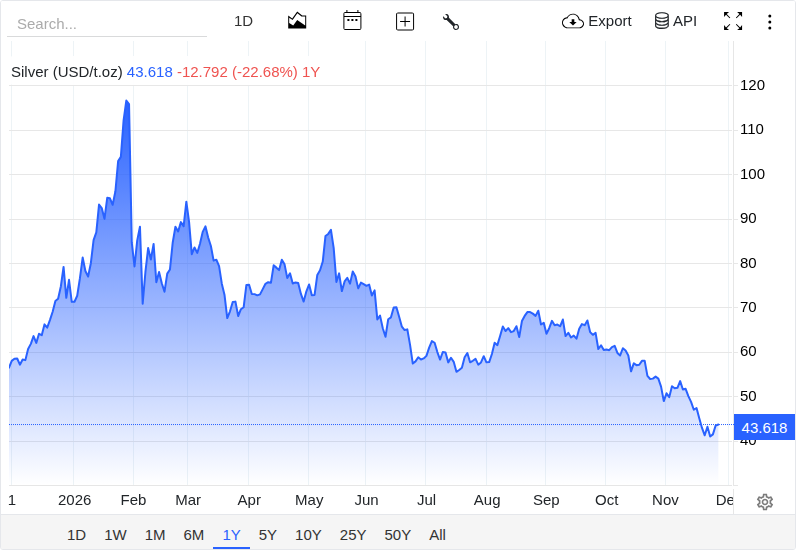 Search...
1D
Export
API
Silver (USD/t.oz) 43.618 -12.792 (-22.68%) 1Y
120
110
100
90
80
70
60
50
43.618
40
1 2026 Feb Mar Apr May Jun Jul Aug Sep Oct Nov De
1D 1W 1M 6M 1Y 5Y 10Y 25Y 50Y All